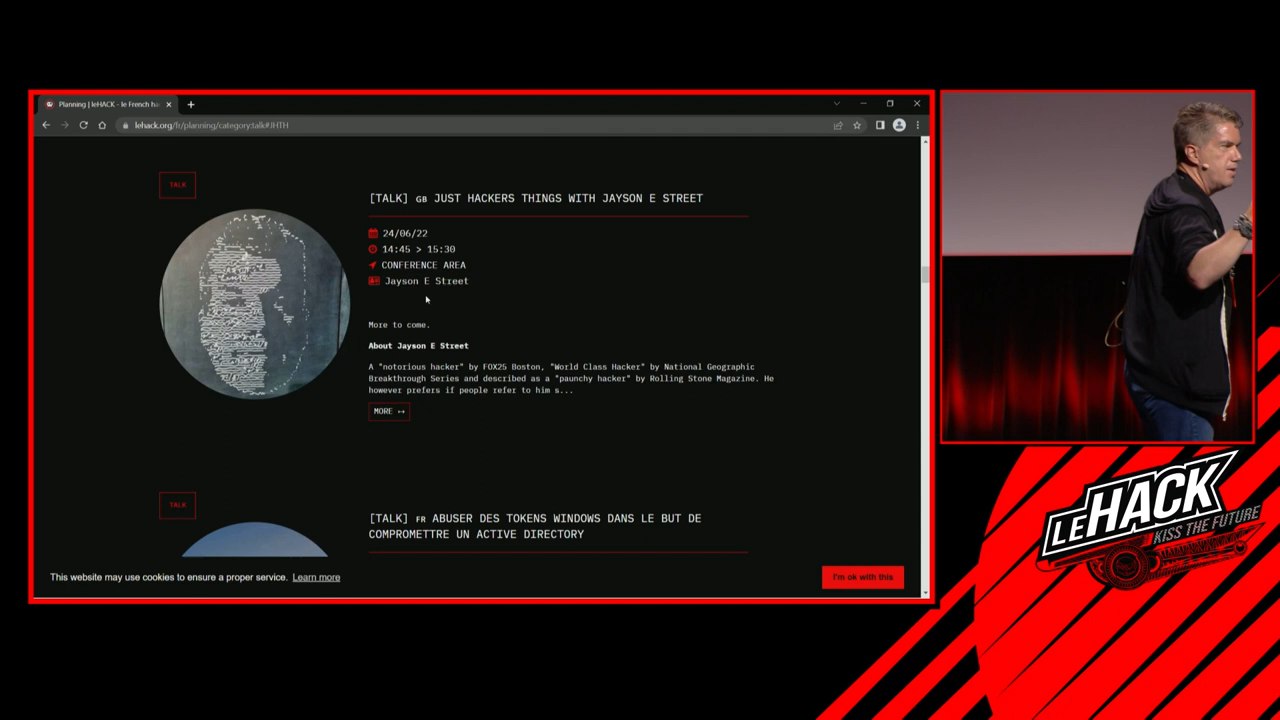 Planning | leHACK - le French ha
lehack.org/fr/planning/category:talk#JHTH
TALK
[TALK] GB JUST HACKERS THINGS WITH JAYSON E STREET
24/06/22
14:45 > 15:30
CONFERENCE AREA
Jayson E Street
More to come.
About Jayson E Street
A "notorious hacker" by FOX25 Boston, "World Class Hacker" by National Geographic
Breakthrough Series and described as a "paunchy hacker" by Rolling Stone Magazine. He
however prefers if people refer to him s...
MORE ↦
TALK
[TALK] FR ABUSER DES TOKENS WINDOWS DANS LE BUT DE
COMPROMETTRE UN ACTIVE DIRECTORY
This website may use cookies to ensure a proper service. Learn more
I'm ok with this
LEHACK
KISS THE FUTURE